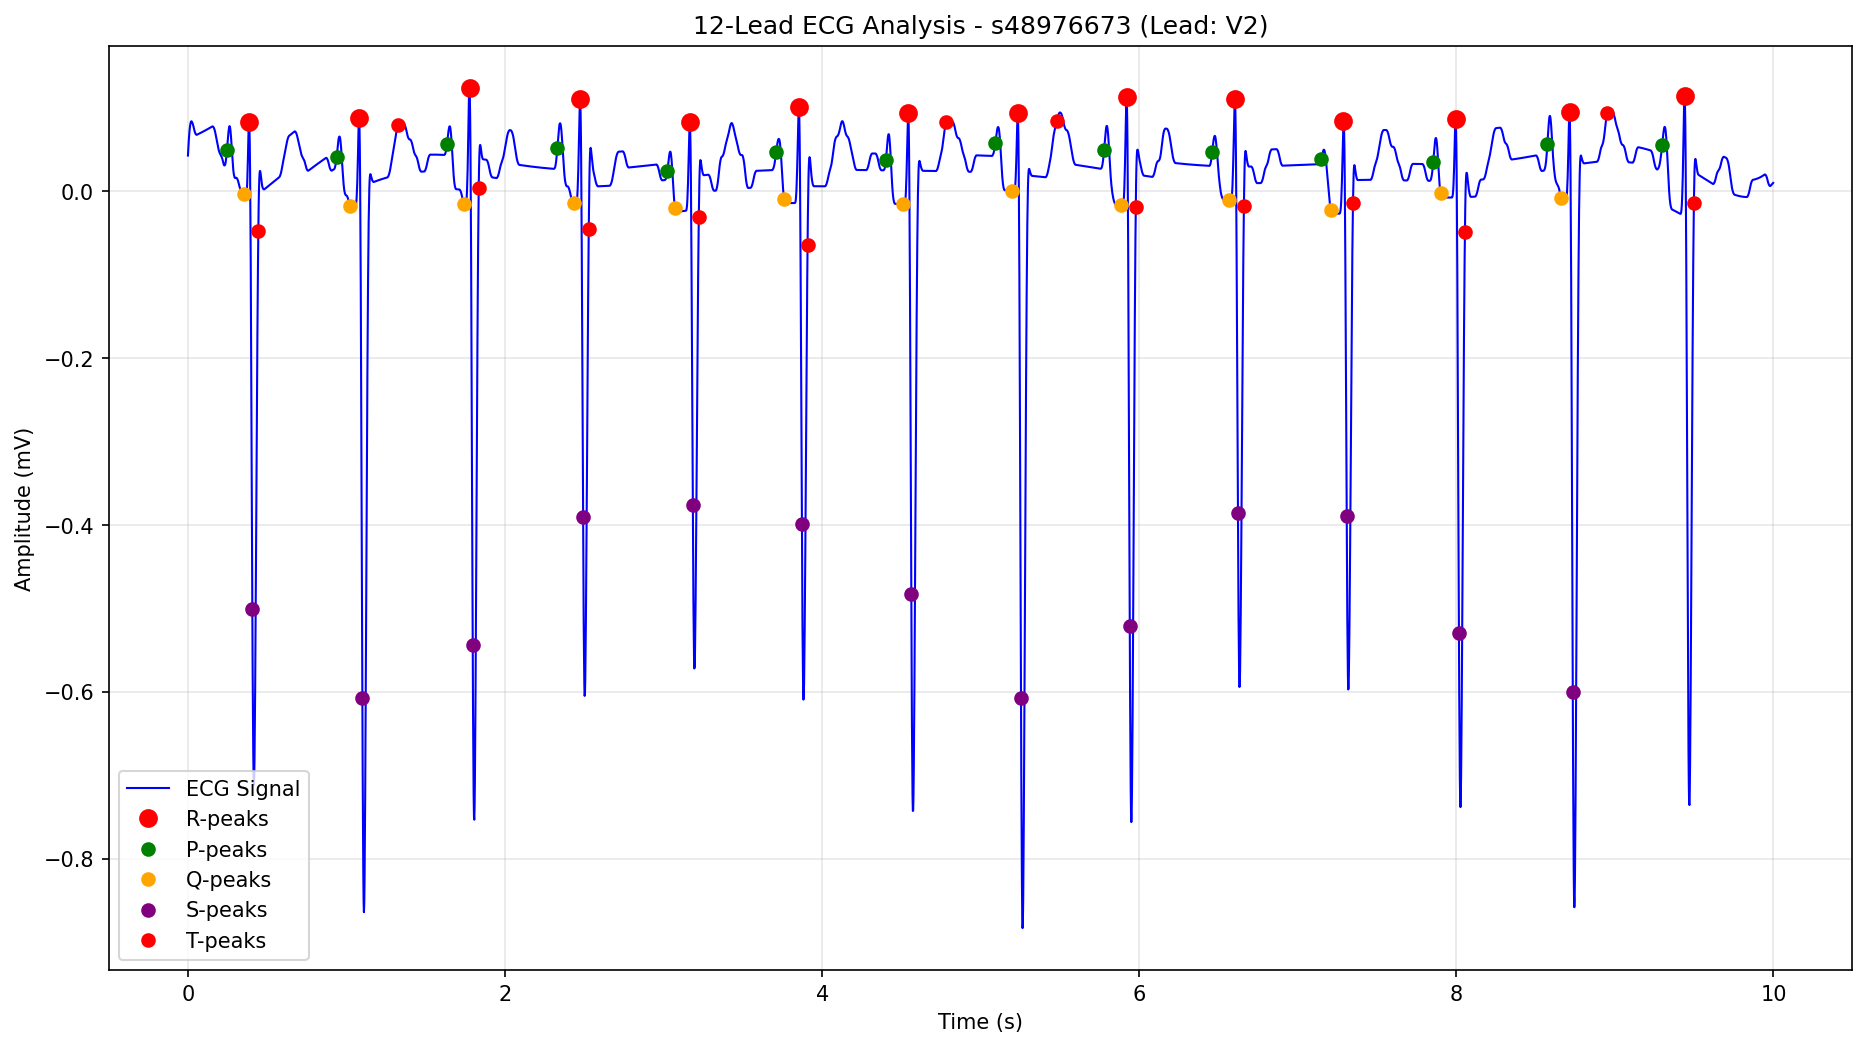 12-Lead ECG Analysis - s48976673 (Lead: V2)
Amplitude (mV)
0.0
−0.2
−0.4
−0.6
−0.8
ECG Signal
R-peaks
P-peaks
Q-peaks
S-peaks
T-peaks
0 2 4 6 8 10
Time (s)